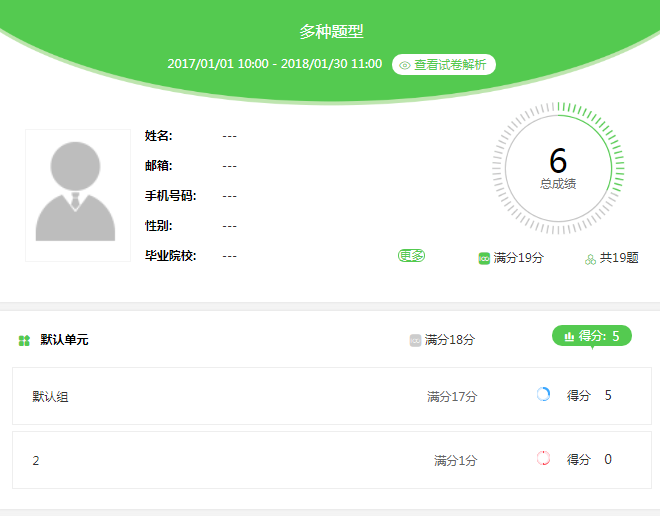 多种题型
2017/01/01 10:00 - 2018/01/30 11:00 查看试卷解析
姓名: ---
邮箱: ---
手机号码: ---
性别: ---
毕业院校: ---
更多
6
总成绩
满分19分 共19题
默认单元 满分18分 得分: 5
默认组 满分17分 得分 5
2 满分1分 得分 0